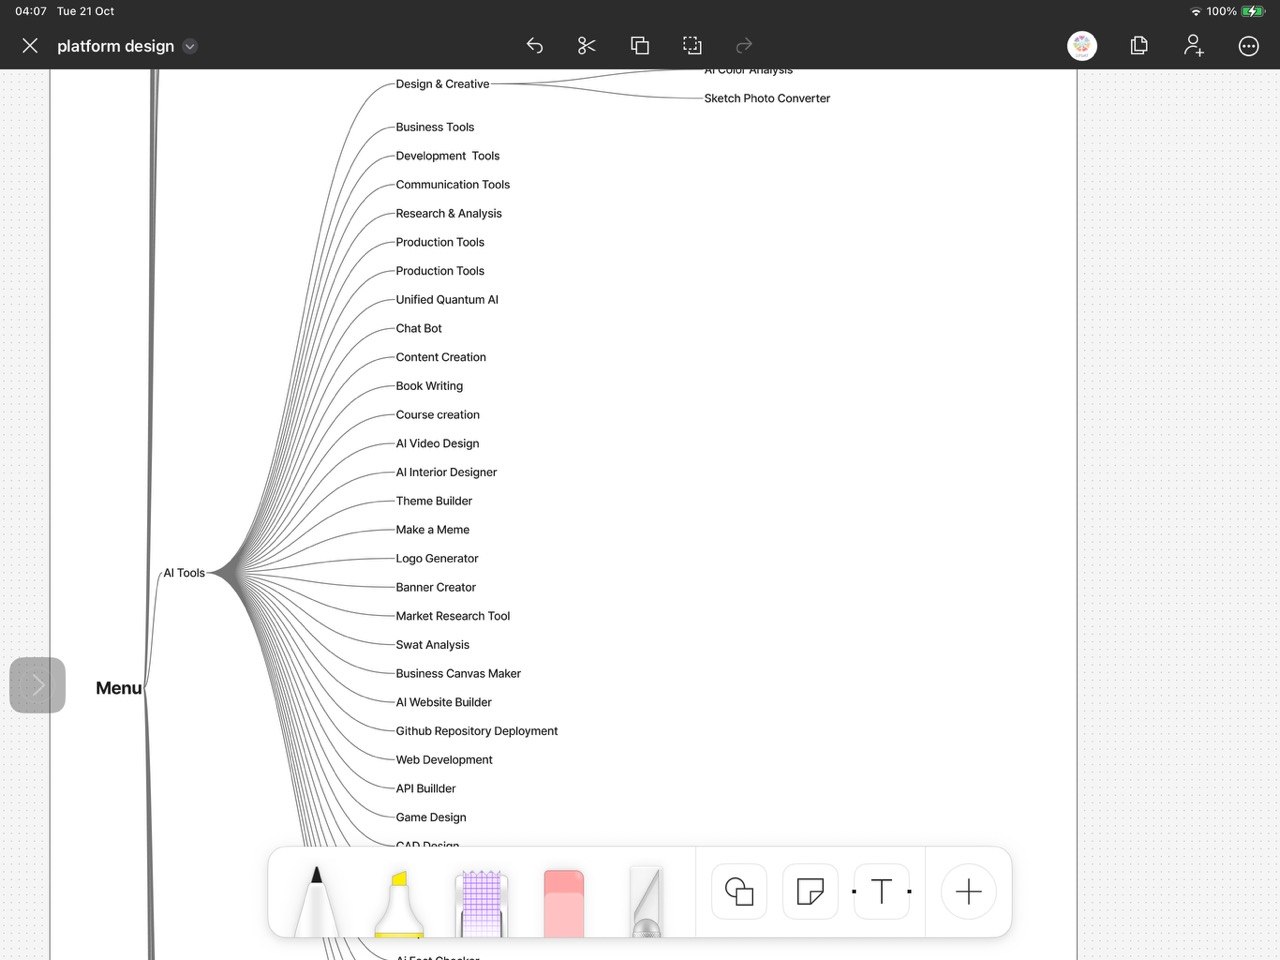 04:07 Tue 21 Oct
100%
platform design
AI Color Analysis
Design & Creative
Sketch Photo Converter
Business Tools
Development  Tools
Communication Tools
Research & Analysis
Production Tools
Production Tools
Unified Quantum AI
Chat Bot
Content Creation
Book Writing
Course creation
AI Video Design
AI Interior Designer
Theme Builder
Make a Meme
Logo Generator
AI Tools
Banner Creator
Market Research Tool
Swat Analysis
Business Canvas Maker
Menu
AI Website Builder
Github Repository Deployment
Web Development
API Buillder
Game Design
CAD Design
T
Ai Fact Checker